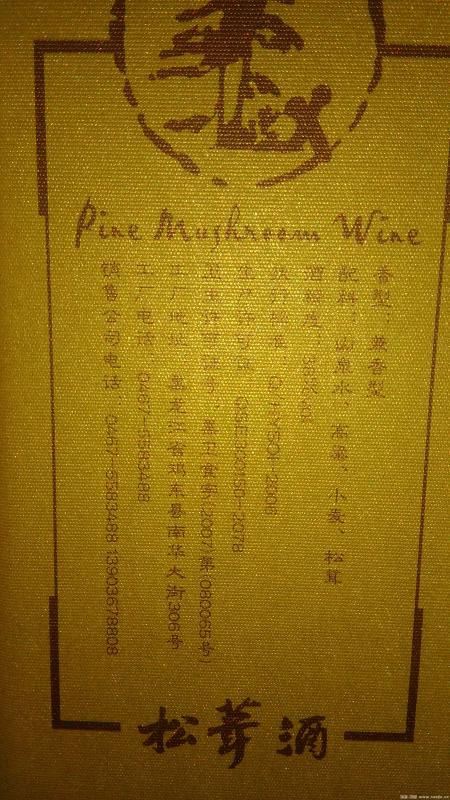 Pine Mushroom Wine
香型：兼香型
配料：山泉水、高粱、小麦、松茸
酒精度：38%vol
执行标准：Q/HYS01-2006
生产许可证：QS23100150-2078
卫生许可证号：黑卫食字(2007)第(080065号)
工厂地址：黑龙江省鸡东县南华大街306号
工厂电话：0467-5583488
销售公司电话：0467-5583488 13903678808
松茸酒